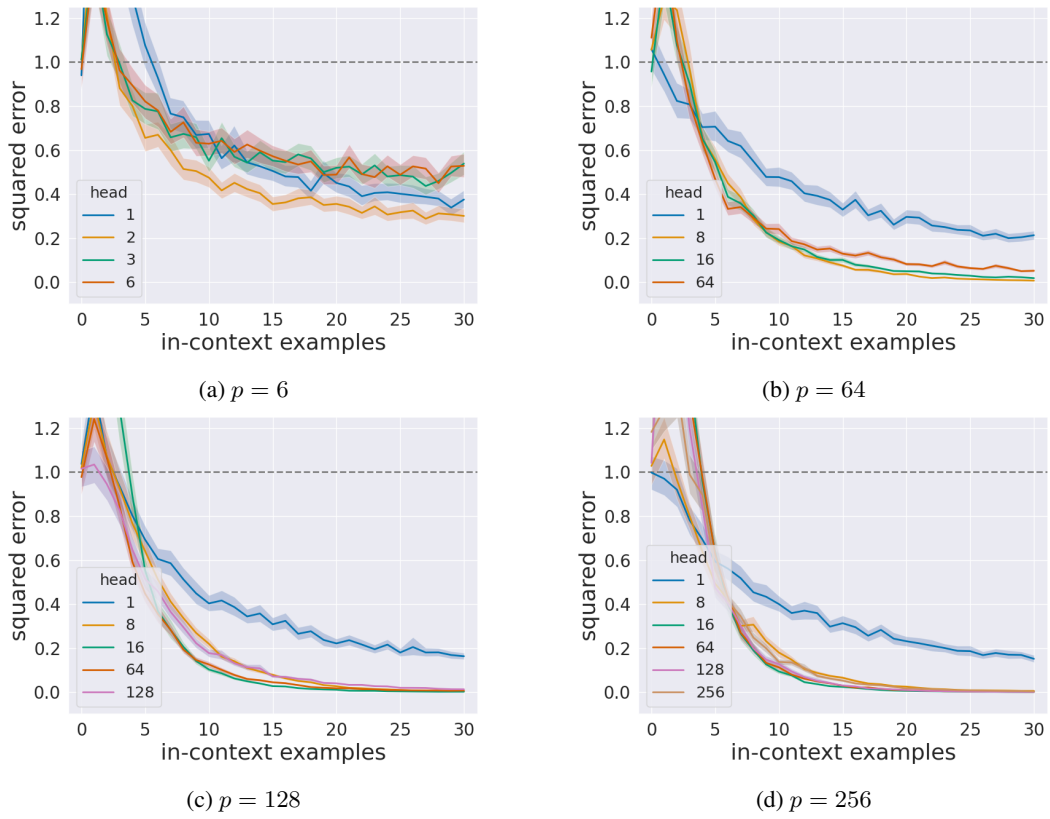 1.2
1.0
0.8
0.6
0.4
0.2
0.0
squared error
head
1
2
3
6
0 5 10 15 20 25 30
in-context examples
(a) p = 6
1.2
1.0
0.8
0.6
0.4
0.2
0.0
squared error
head
1
8
16
64
0 5 10 15 20 25 30
in-context examples
(b) p = 64
1.2
1.0
0.8
0.6
0.4
0.2
0.0
squared error
head
1
8
16
64
128
0 5 10 15 20 25 30
in-context examples
(c) p = 128
1.2
1.0
0.8
0.6
0.4
0.2
0.0
squared error
head
1
8
16
64
128
256
0 5 10 15 20 25 30
in-context examples
(d) p = 256